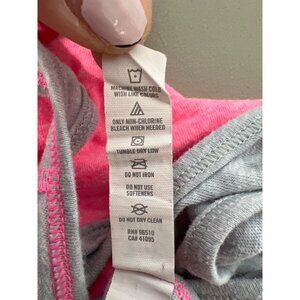 MACHINE WASH COLD
WITH LIKE COLORS
ONLY NON-CHLORINE
BLEACH WHEN NEEDED
TUMBLE DRY LOW
DO NOT IRON
DO NOT USE
SOFTENERS
DO NOT DRY CLEAN
RN# 96510
CA# 41095